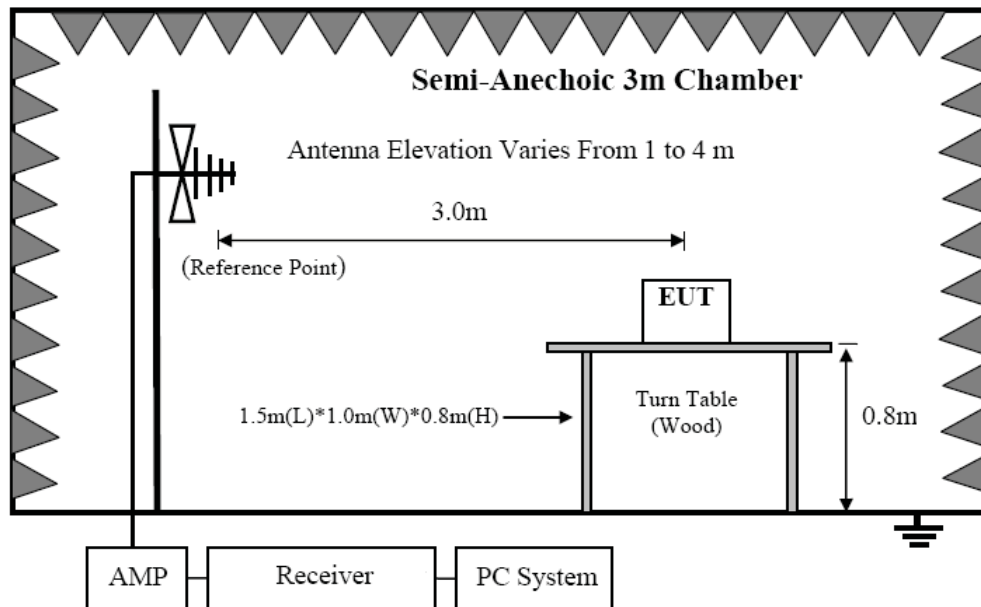 Semi-Anechoic 3m Chamber
Antenna Elevation Varies From 1 to 4 m
3.0m
(Reference Point)
EUT
1.5m(L)*1.0m(W)*0.8m(H)
Turn Table
(Wood)
0.8m
AMP
Receiver
PC System